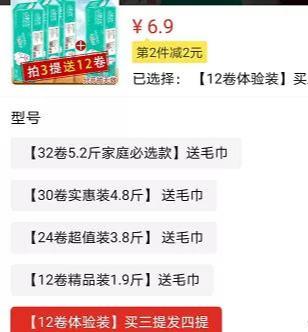 ¥6.9
第2件减2元
已选择：【12卷体验装】买
拍3提送12卷
型号
【32卷5.2斤家庭必选款】送毛巾
【30卷实惠装4.8斤】 送毛巾
【24卷超值装3.8斤】 送毛巾
【12卷精品装1.9斤】送毛巾
【12卷体验装】买三提发四提